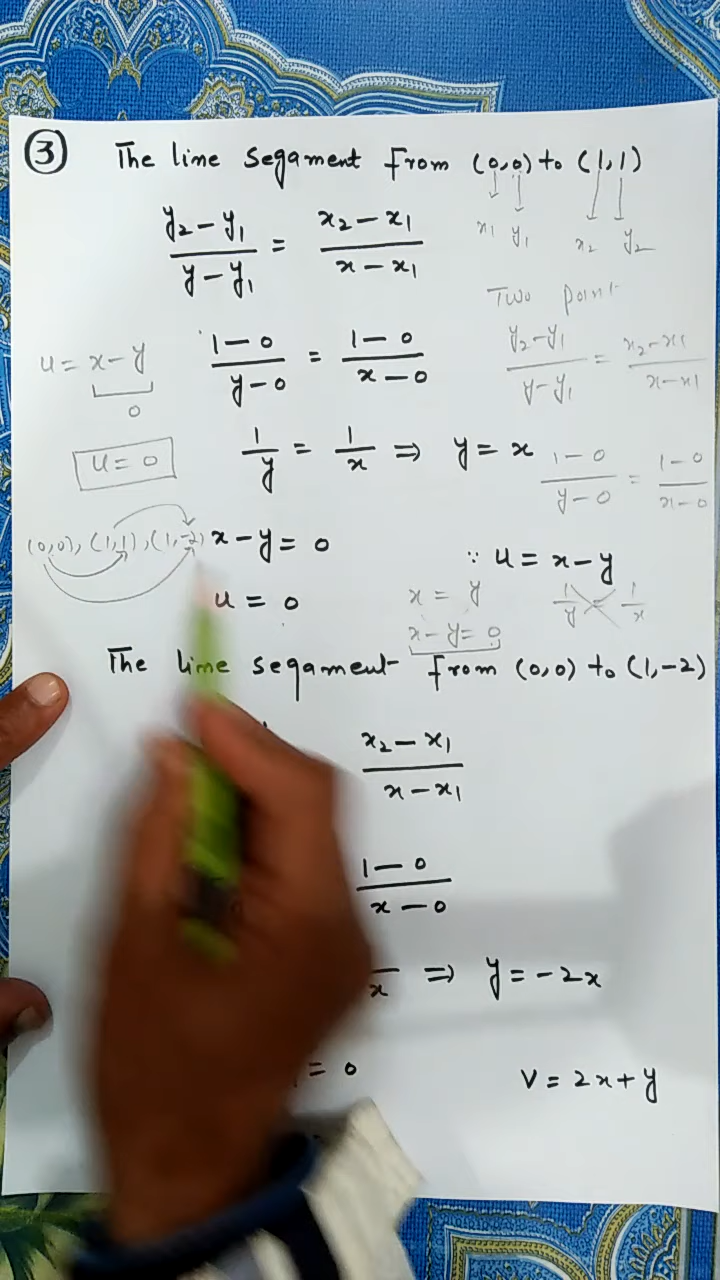 ③ The line segament from (0,0) to (1,1)
x1 y1 x2 y2
y2-y1/y-y1 = x2-x1/x-x1
Two point
u = x-y
0
1-0/y-0 = 1-0/x-0
y2-y1/y-y1 = x2-x1/x-x1
u = 0
1/y = 1/x ⇒ y = x
1-0/y-0 = 1-0/x-0
(0,0), (1,1), (1,-2)
x-y = 0
∵ u = x-y
u = 0
x = y
1/y = 1/x
x-y = 0
The line segament from (0,0) to (1,-2)
x2-x1/x-x1
1-0/x-0
x ⇒ y = -2x
= 0
v = 2x+y